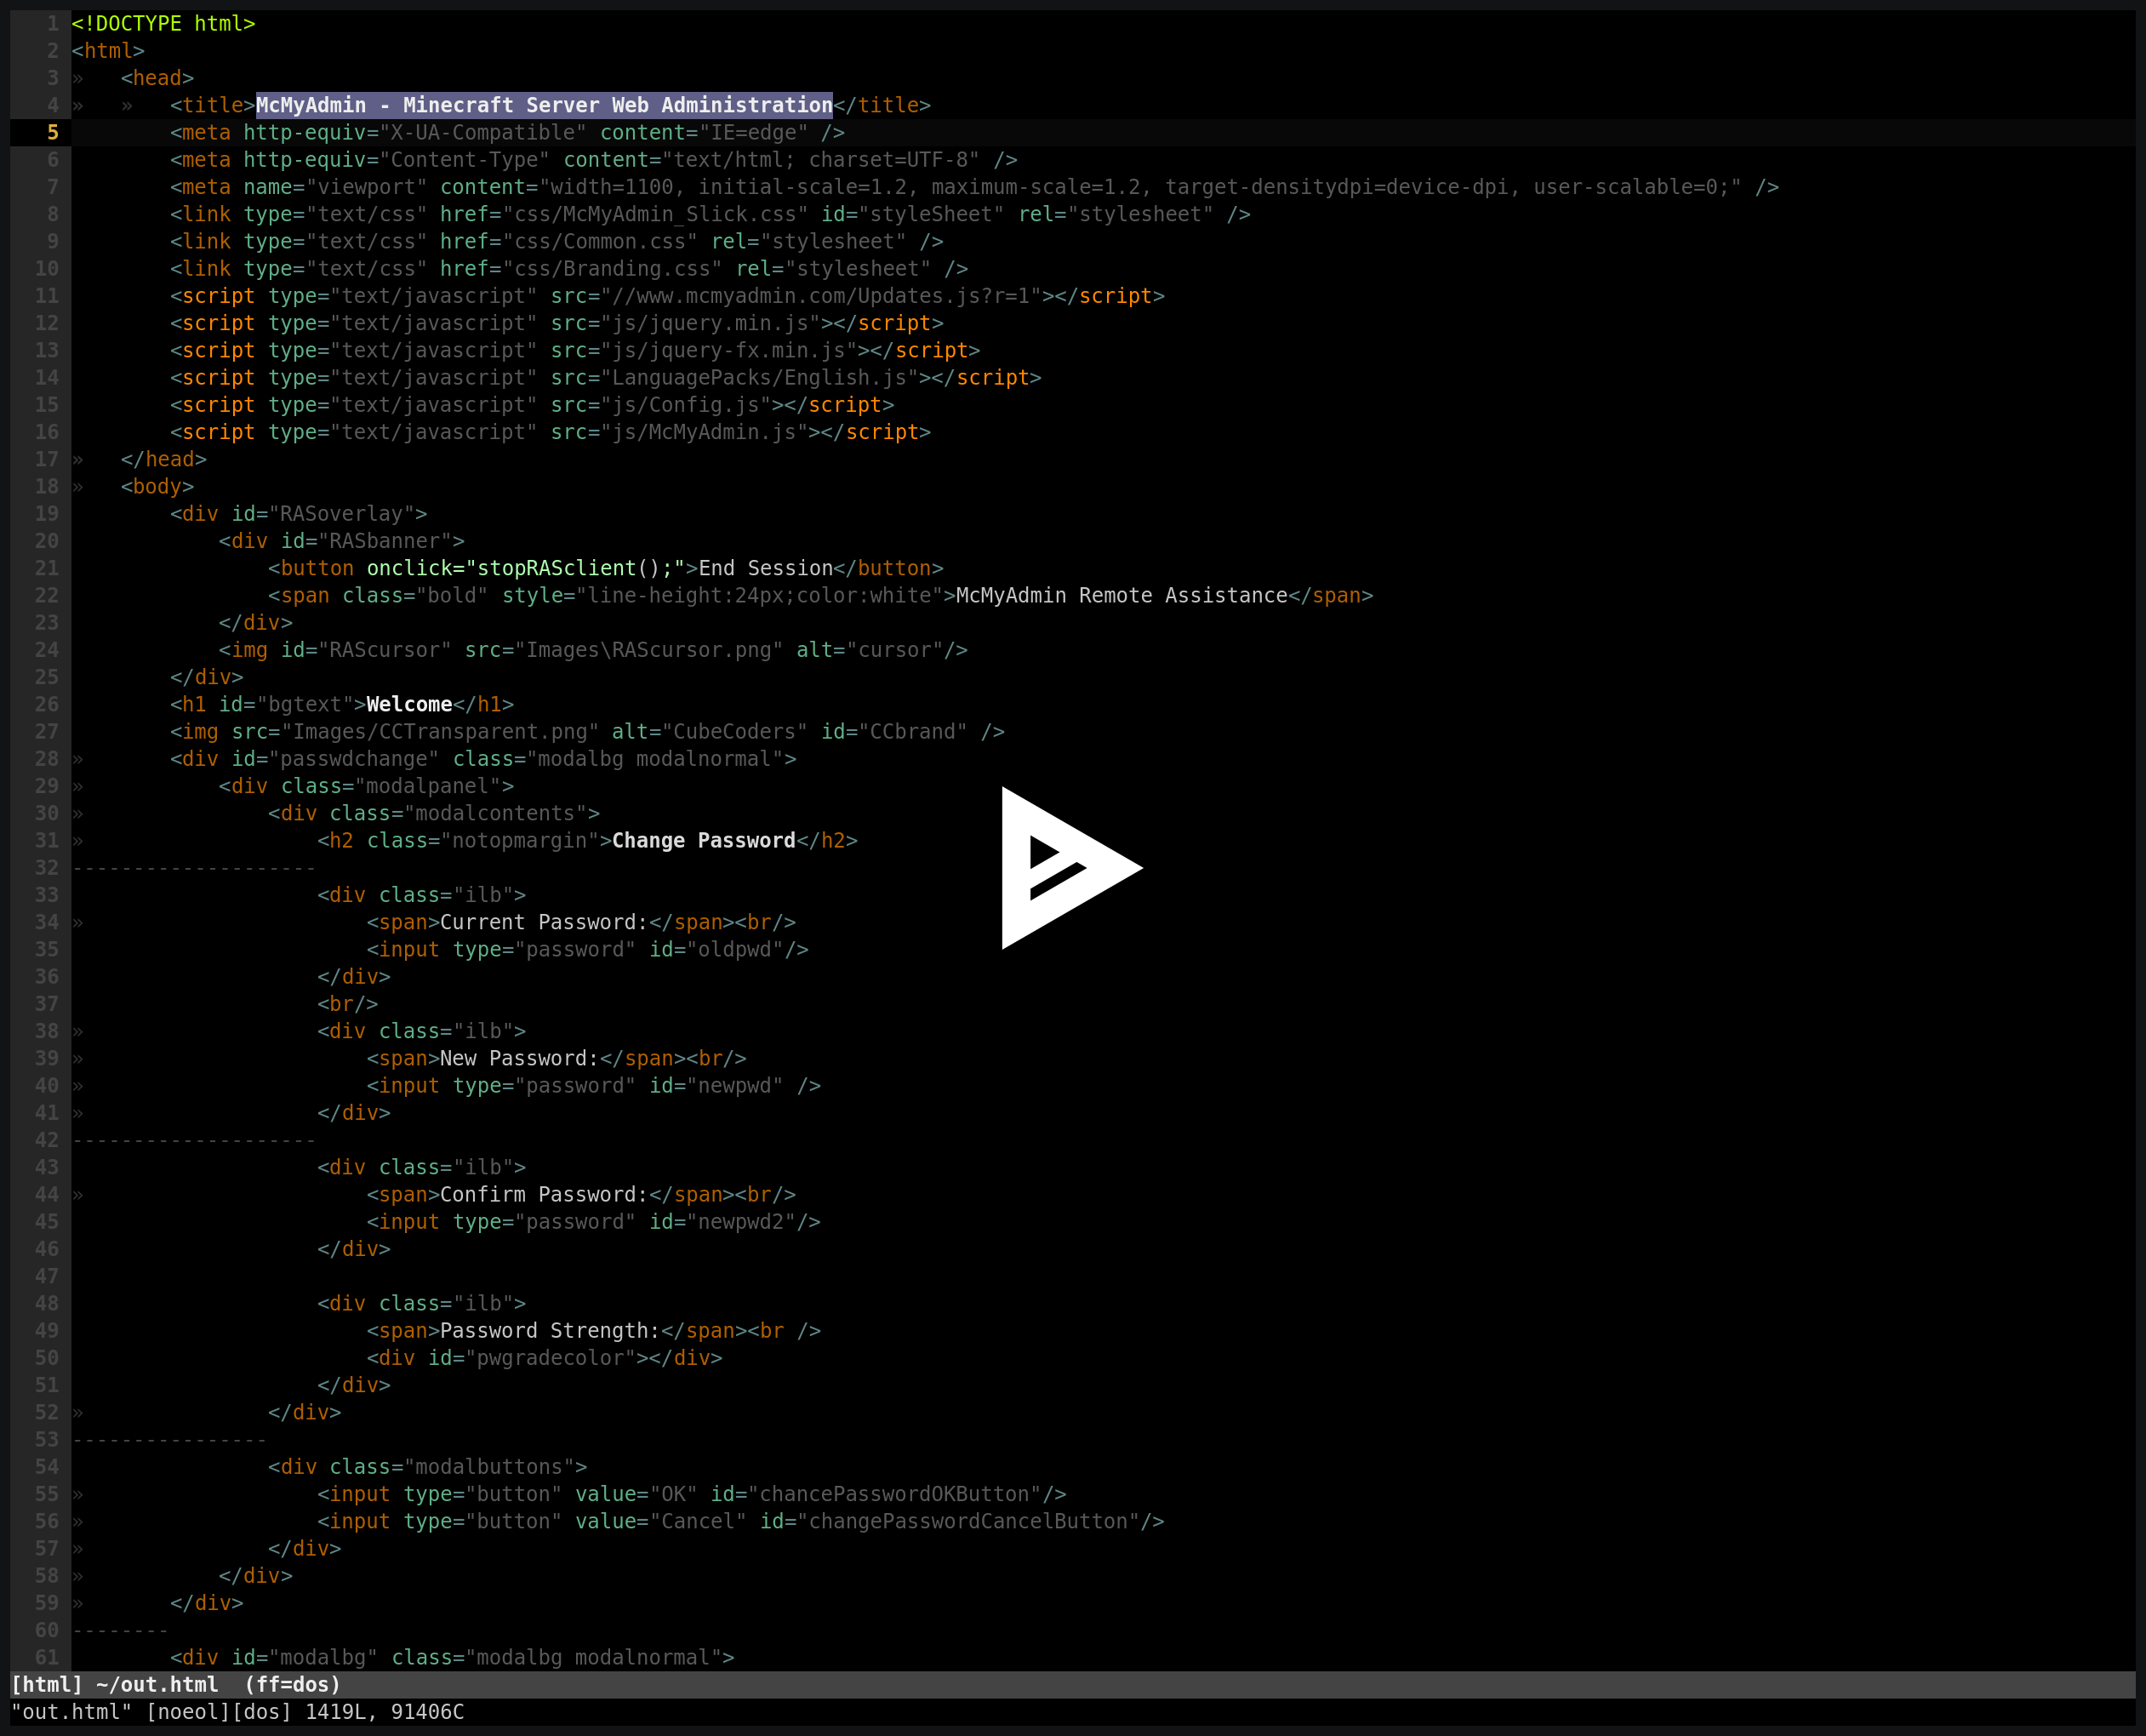 1 <!DOCTYPE html>
2 <html>
3 »   <head>
4 »   »   <title>McMyAdmin - Minecraft Server Web Administration</title>
5         <meta http-equiv="X-UA-Compatible" content="IE=edge" />
6         <meta http-equiv="Content-Type" content="text/html; charset=UTF-8" />
7         <meta name="viewport" content="width=1100, initial-scale=1.2, maximum-scale=1.2, target-densitydpi=device-dpi, user-scalable=0;" />
8         <link type="text/css" href="css/McMyAdmin_Slick.css" id="styleSheet" rel="stylesheet" />
9         <link type="text/css" href="css/Common.css" rel="stylesheet" />
10         <link type="text/css" href="css/Branding.css" rel="stylesheet" />
11         <script type="text/javascript" src="//www.mcmyadmin.com/Updates.js?r=1"></script>
12         <script type="text/javascript" src="js/jquery.min.js"></script>
13         <script type="text/javascript" src="js/jquery-fx.min.js"></script>
14         <script type="text/javascript" src="LanguagePacks/English.js"></script>
15         <script type="text/javascript" src="js/Config.js"></script>
16         <script type="text/javascript" src="js/McMyAdmin.js"></script>
17 »   </head>
18 »   <body>
19         <div id="RASoverlay">
20             <div id="RASbanner">
21                 <button onclick="stopRASclient();">End Session</button>
22                 <span class="bold" style="line-height:24px;color:white">McMyAdmin Remote Assistance</span>
23             </div>
24             <img id="RAScursor" src="Images\RAScursor.png" alt="cursor"/>
25         </div>
26         <h1 id="bgtext">Welcome</h1>
27         <img src="Images/CCTransparent.png" alt="CubeCoders" id="CCbrand" />
28 »       <div id="passwdchange" class="modalbg modalnormal">
29 »           <div class="modalpanel">
30 »               <div class="modalcontents">
31 »                   <h2 class="notopmargin">Change Password</h2>
32 --------------------
33                     <div class="ilb">
34 »                       <span>Current Password:</span><br/>
35                         <input type="password" id="oldpwd"/>
36                     </div>
37                     <br/>
38 »                   <div class="ilb">
39 »                       <span>New Password:</span><br/>
40 »                       <input type="password" id="newpwd" />
41 »                   </div>
42 --------------------
43                     <div class="ilb">
44 »                       <span>Confirm Password:</span><br/>
45                         <input type="password" id="newpwd2"/>
46                     </div>
47
48                     <div class="ilb">
49                         <span>Password Strength:</span><br />
50                         <div id="pwgradecolor"></div>
51                     </div>
52 »               </div>
53 ----------------
54                 <div class="modalbuttons">
55 »                   <input type="button" value="OK" id="chancePasswordOKButton"/>
56 »                   <input type="button" value="Cancel" id="changePasswordCancelButton"/>
57 »               </div>
58 »           </div>
59 »       </div>
60 --------
61         <div id="modalbg" class="modalbg modalnormal">
[html] ~/out.html  (ff=dos)
"out.html" [noeol][dos] 1419L, 91406C